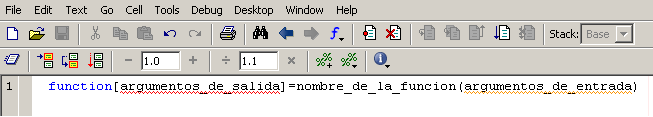 File Edit Text Go Cell Tools Debug Desktop Window Help
Stack: Base
1.0 1.1
1 function[argumentos_de_salida]=nombre_de_la_funcion(argumentos_de_entrada)